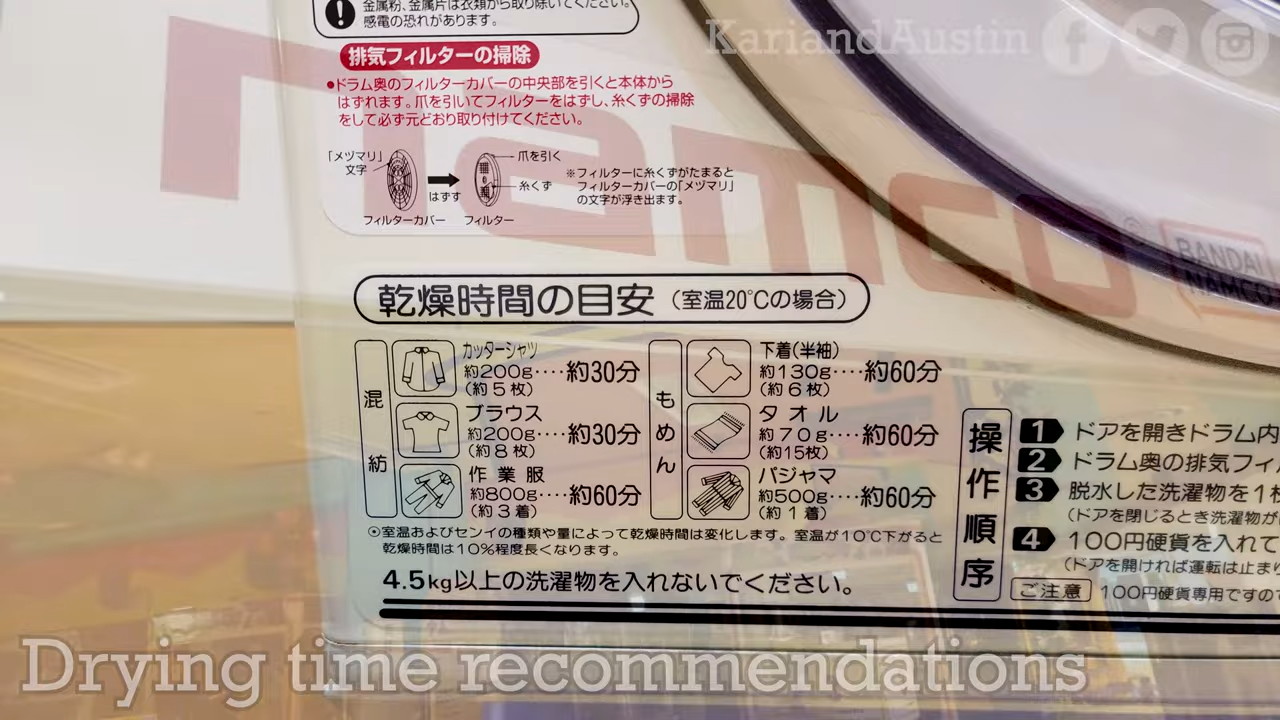 金属粉、金属片は衣類から取り除いてください。
感電の恐れがあります。
KariandAustin
排気フィルターの掃除
●ドラム奥のフィルターカバーの中央部を引くと本体から
はずれます。爪を引いてフィルターをはずし、糸くずの掃除
をして必ず元どおり取り付けてください。
「メヅマリ」
文字
はずす
爪を引く
糸くず
フィルターカバー
フィルター
※フィルターに糸くずがたまると
フィルターカバーの「メヅマリ」
の文字が浮き出ます。
namco
BANDAI
NAMCO
乾燥時間の目安(室温20℃の場合)
混紡
カッターシャツ
約200g‥‥約30分
(約5枚)
ブラウス
約200g‥‥約30分
(約8枚)
作業服
約800g‥‥約60分
(約3着)
もめん
下着(半袖)
約130g‥‥約60分
(約6枚)
タオル
約70g‥‥約60分
(約15枚)
パジャマ
約500g‥‥約60分
(約1着)
⊙室温およびセンイの種類や量によって乾燥時間は変化します。室温が10℃下がると
乾燥時間は10%程度長くなります。
4.5kg以上の洗濯物を入れないでください。
操作順序
1 ドアを開きドラム内
2 ドラム奥の排気フィ
3 脱水した洗濯物を1枚
(ドアを閉じるとき洗濯物が
4 100円硬貨を入れて
(ドアを開ければ運転は止ま
ご注意 100円硬貨専用ですの
Drying time recommendations